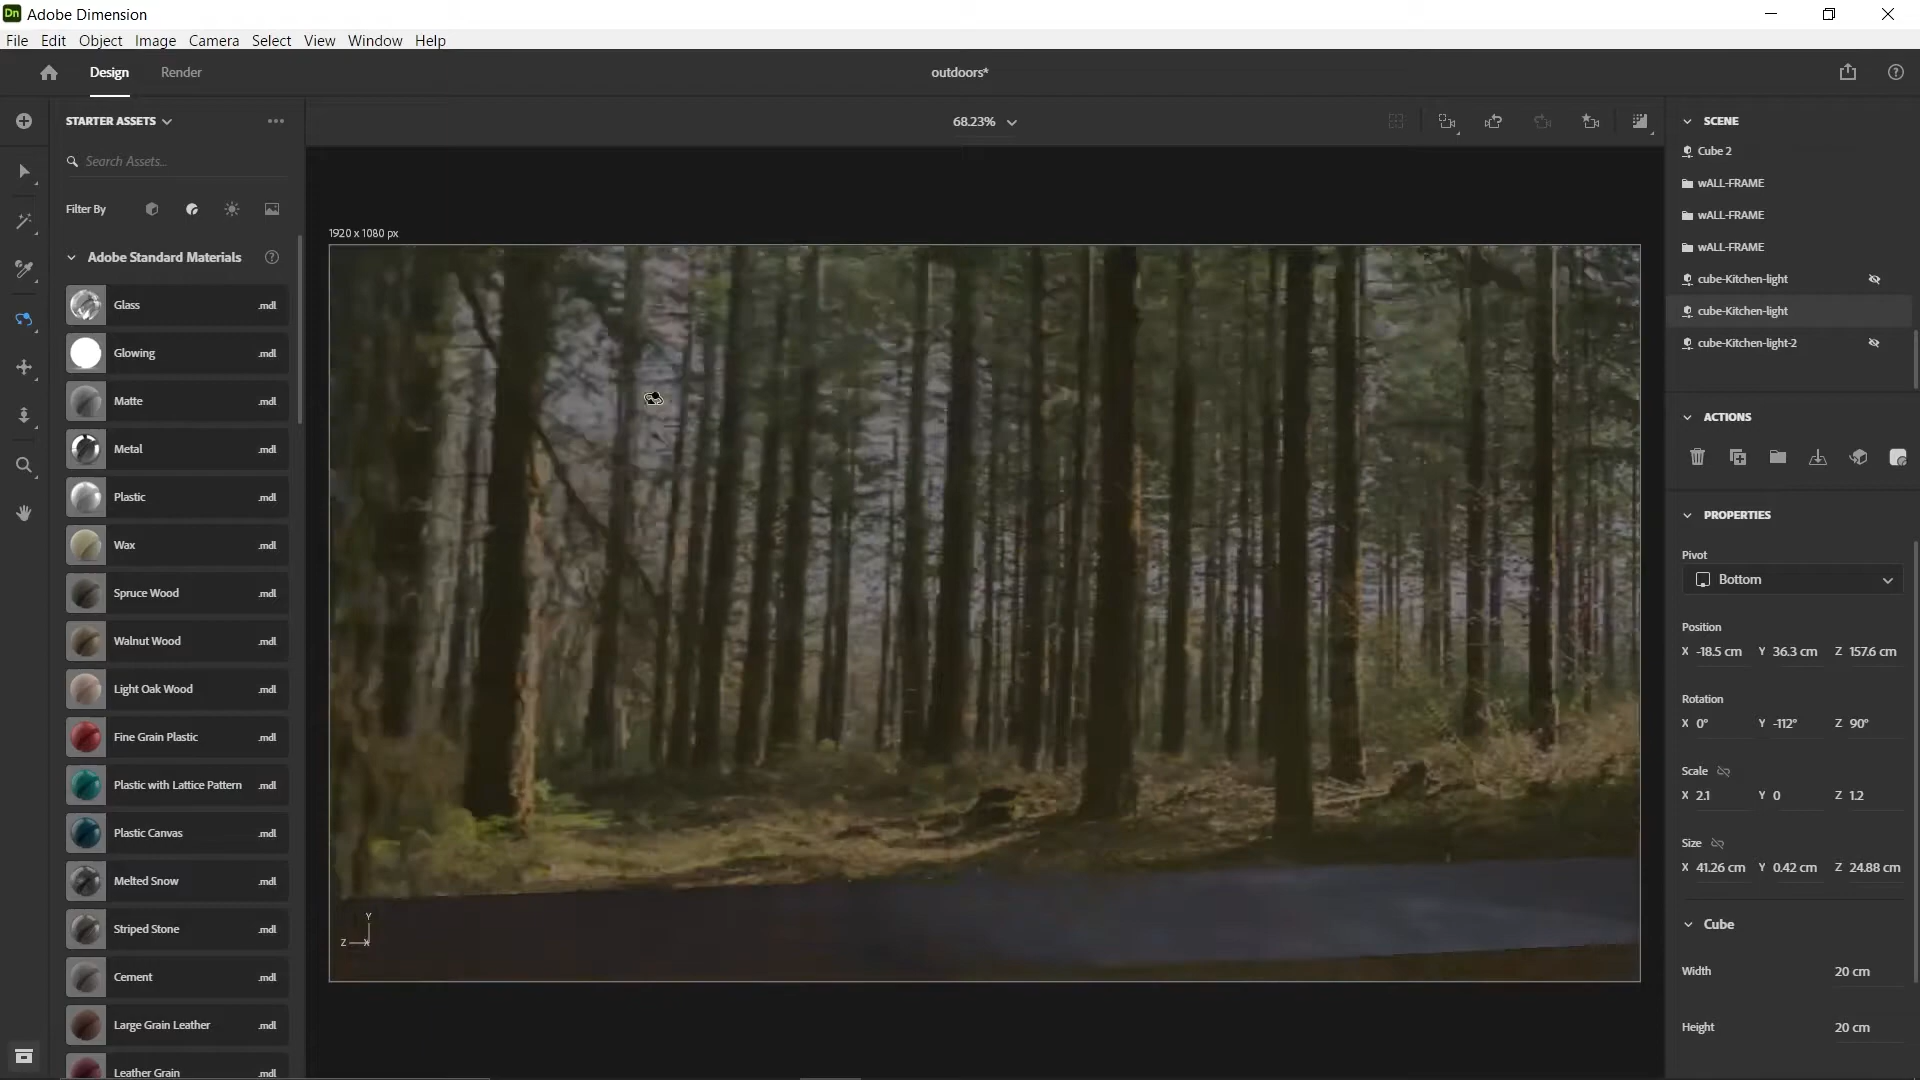 Dn Adobe Dimension
File Edit Object Image Camera Select View Window Help
Design Render outdoors*
STARTER ASSETS
68.23%
Search Assets...
Filter By
Adobe Standard Materials
Glass .mdl
Glowing .mdl
Matte .mdl
Metal .mdl
Plastic .mdl
Wax .mdl
Spruce Wood .mdl
Walnut Wood .mdl
Light Oak Wood .mdl
Fine Grain Plastic .mdl
Plastic with Lattice Pattern .mdl
Plastic Canvas .mdl
Melted Snow .mdl
Striped Stone .mdl
Cement .mdl
Large Grain Leather .mdl
Leather Grain .mdl
1920 x 1080 px
Y
Z X
SCENE
Cube 2
wALL-FRAME
wALL-FRAME
wALL-FRAME
cube-Kitchen-light
cube-Kitchen-light
cube-Kitchen-light-2
ACTIONS
PROPERTIES
Pivot
Bottom
Position
X -18.5 cm Y 36.3 cm Z 157.6 cm
Rotation
X 0° Y -112° Z 90°
Scale
X 2.1 Y 0 Z 1.2
Size
X 41.26 cm Y 0.42 cm Z 24.88 cm
Cube
Width 20 cm
Height 20 cm